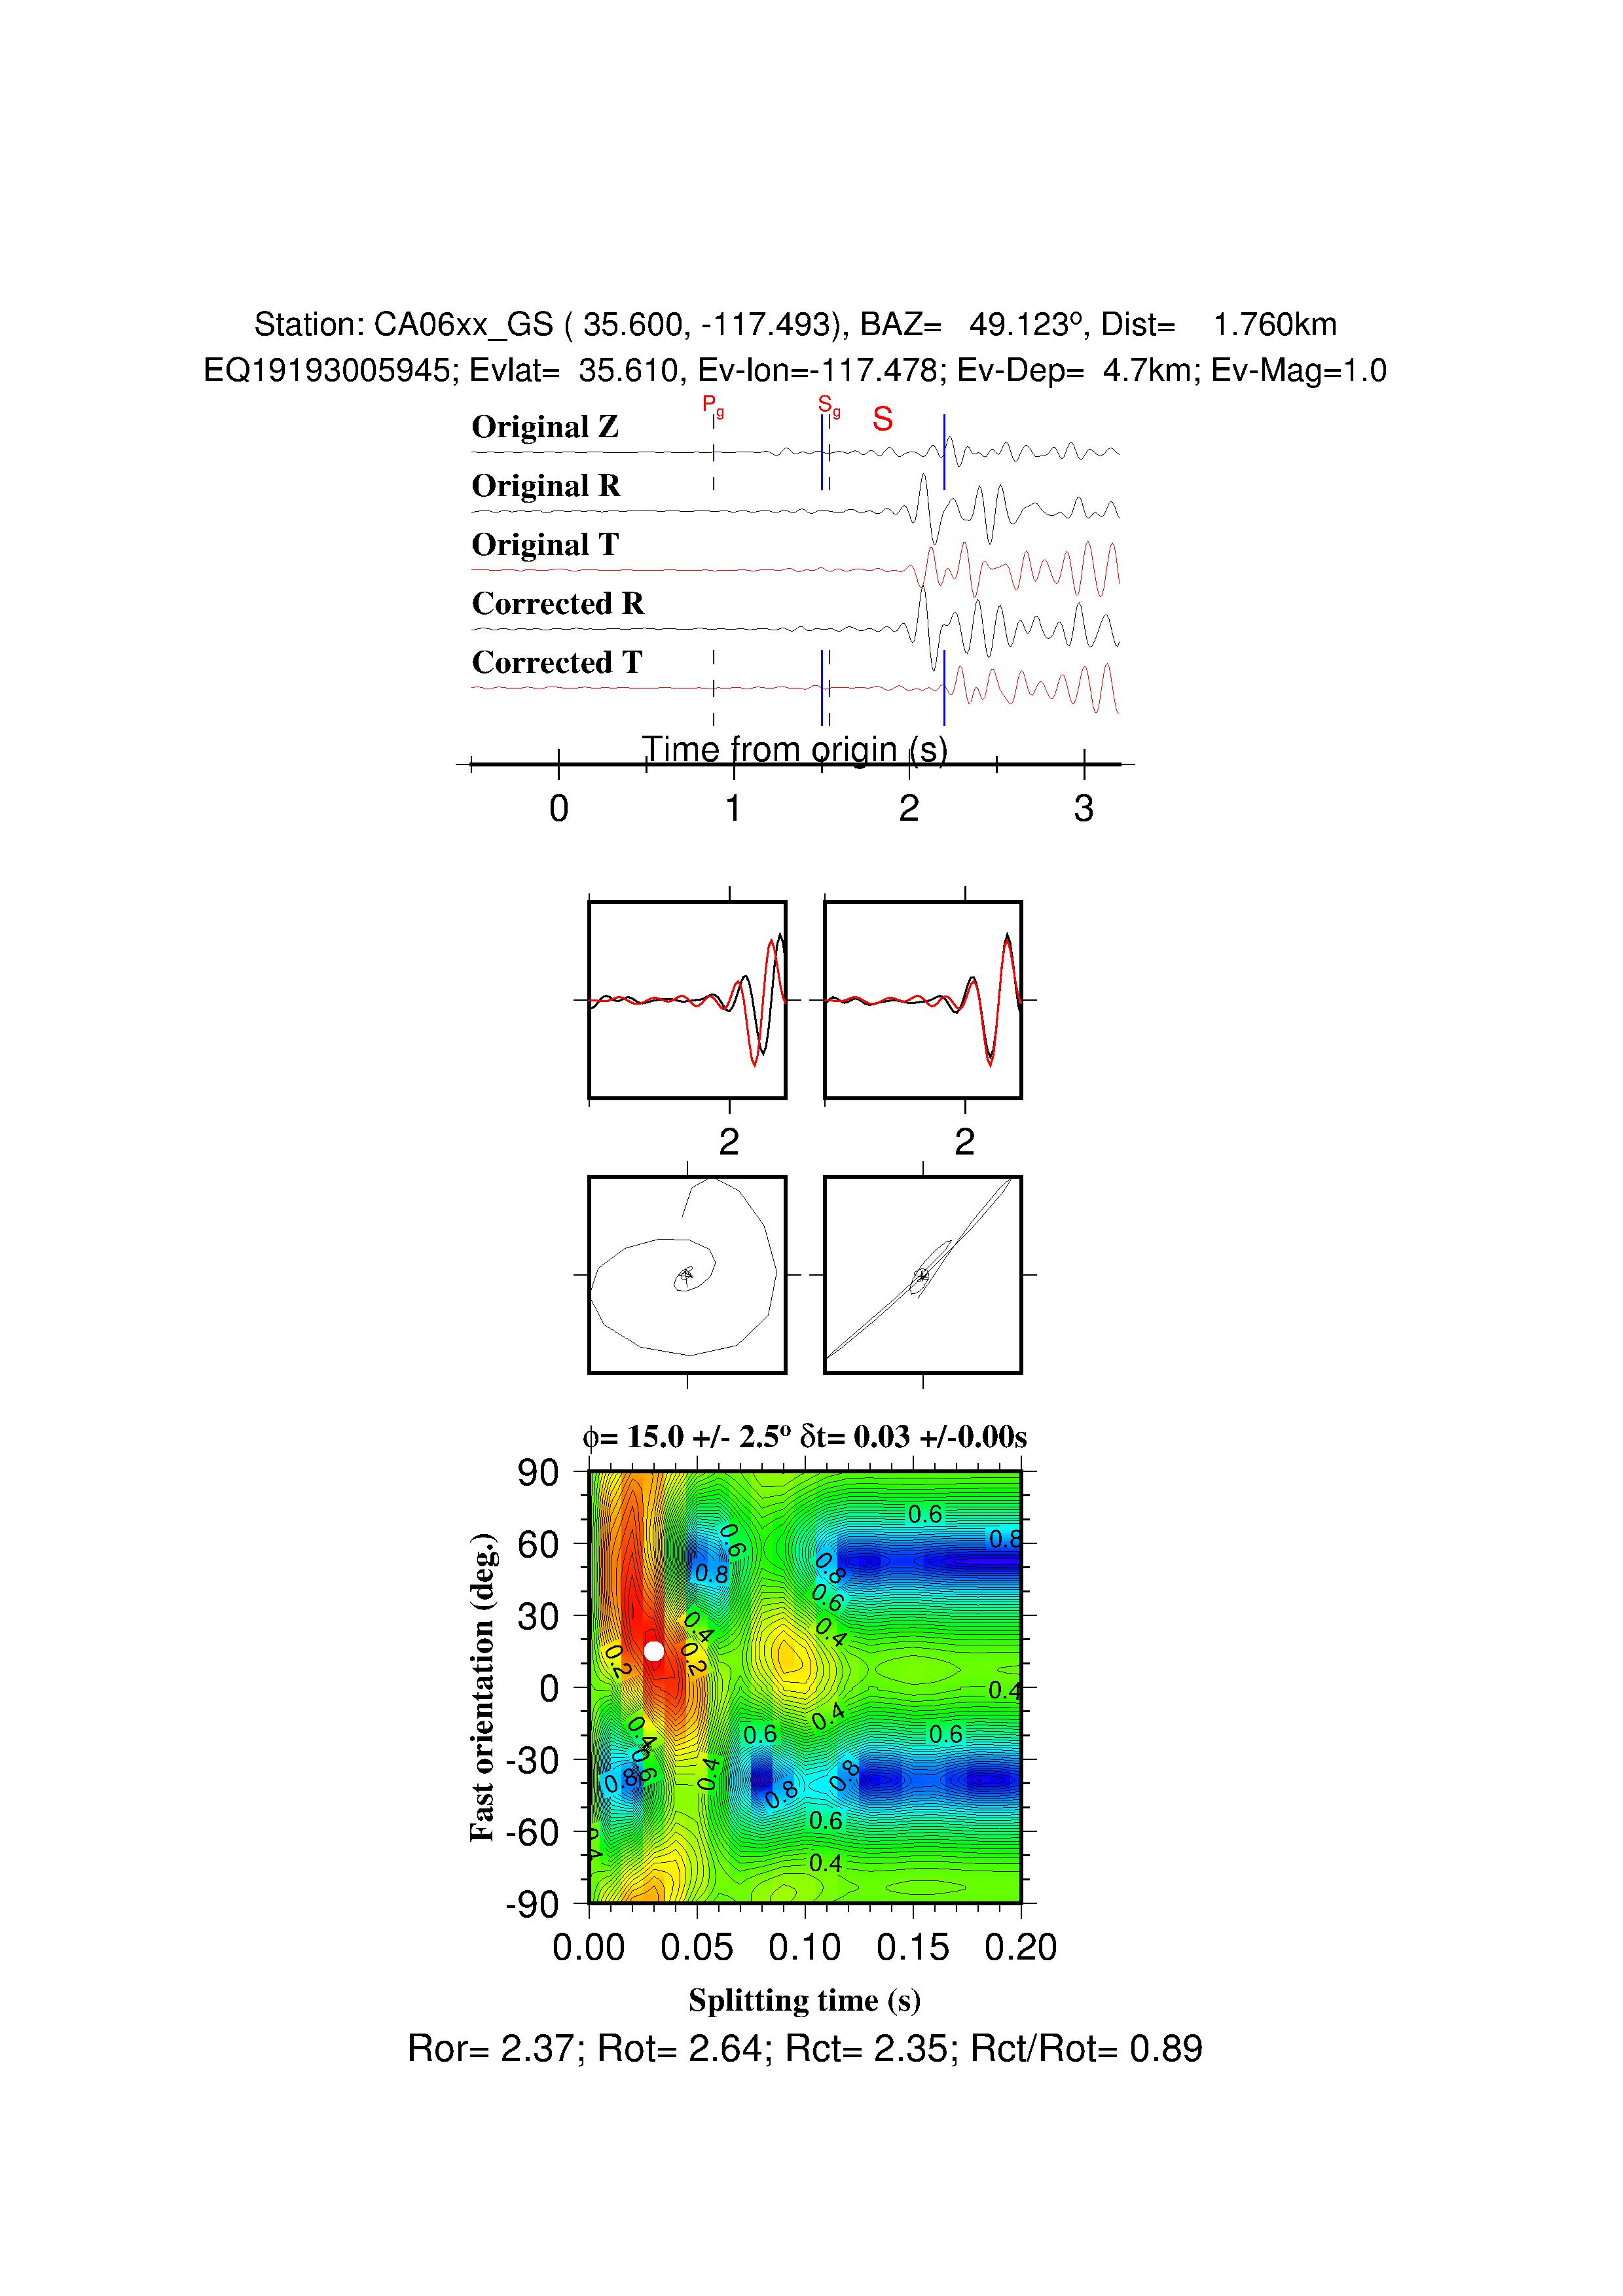 Station: CA06xx_GS ( 35.600, -117.493), BAZ= 49.123º, Dist= 1.760km
EQ19193005945; Evlat= 35.610, Ev-lon=-117.478; Ev-Dep= 4.7km; Ev-Mag=1.0
Pg Sg S
Original Z
Original R
Original T
Corrected R
Corrected T
Time from origin (s)
0 1 2 3
2 2
ϕ= 15.0 +/- 2.5º δt= 0.03 +/-0.00s
Fast orientation (deg.)
90
60
30
0
-30
-60
-90
0.6
0.8
0.6
0.8
0.8
0.6
0.4
0.4
0.2
0.2
0.4
0.4
0.4
0.6
0.6
0.6
0.4
0.8
0.8
0.8
0.6
0.4
0.4
0.00 0.05 0.10 0.15 0.20
Splitting time (s)
Ror= 2.37; Rot= 2.64; Rct= 2.35; Rct/Rot= 0.89